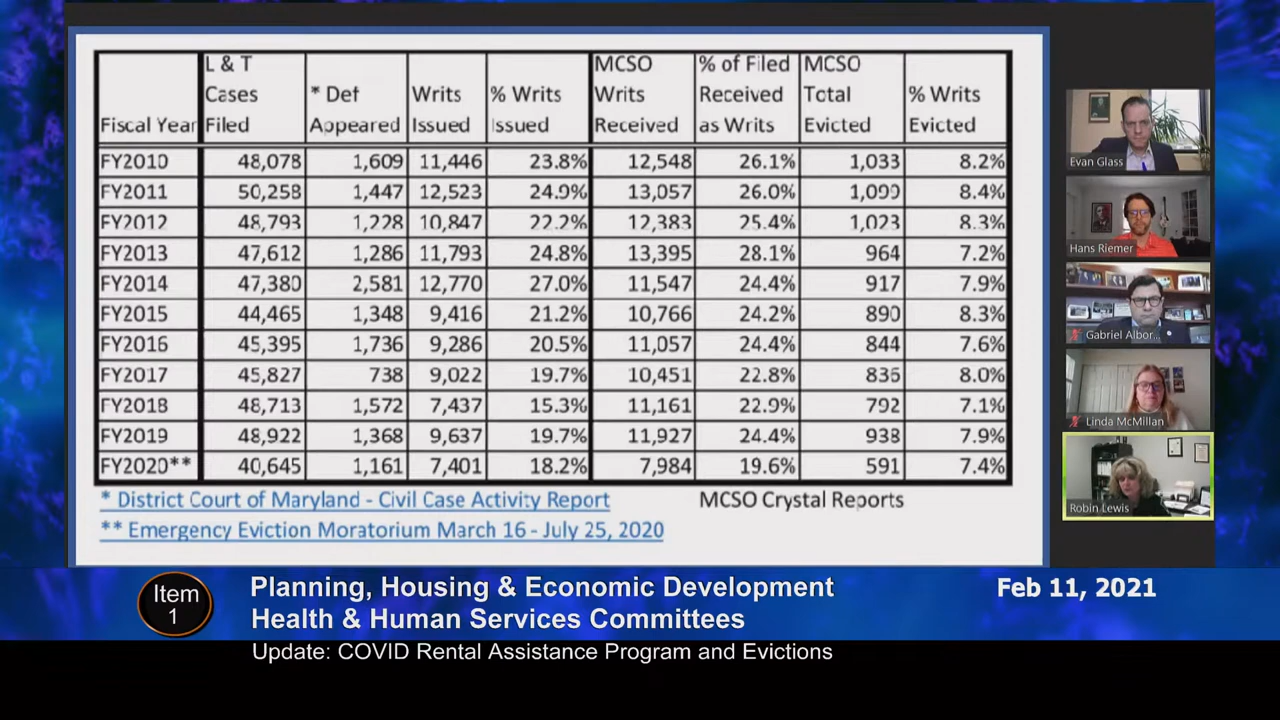 Fiscal Year L & T Cases Filed * Def Appeared Writs Issued % Writs Issued MCSO Writs Received % of Filed Received as Writs MCSO Total Evicted % Writs Evicted
FY2010 48,078 1,609 11,446 23.8% 12,548 26.1% 1,033 8.2%
FY2011 50,258 1,447 12,523 24.9% 13,057 26.0% 1,099 8.4%
FY2012 48,793 1,228 10,847 22.2% 12,383 25.4% 1,023 8.3%
FY2013 47,612 1,286 11,793 24.8% 13,395 28.1% 964 7.2%
FY2014 47,380 2,581 12,770 27.0% 11,547 24.4% 917 7.9%
FY2015 44,465 1,348 9,416 21.2% 10,766 24.2% 890 8.3%
FY2016 45,395 1,736 9,286 20.5% 11,057 24.4% 844 7.6%
FY2017 45,827 738 9,022 19.7% 10,451 22.8% 836 8.0%
FY2018 48,713 1,572 7,437 15.3% 11,161 22.9% 792 7.1%
FY2019 48,922 1,368 9,637 19.7% 11,927 24.4% 938 7.9%
FY2020** 40,645 1,161 7,401 18.2% 7,984 19.6% 591 7.4%
* District Court of Maryland - Civil Case Activity Report MCSO Crystal Reports
** Emergency Eviction Moratorium March 16 - July 25, 2020
Evan Glass
Hans Riemer
Gabriel Albor...
Linda McMillan
Robin Lewis
Item
1
Planning, Housing & Economic Development
Health & Human Services Committees
Feb 11, 2021
Update: COVID Rental Assistance Program and Evictions